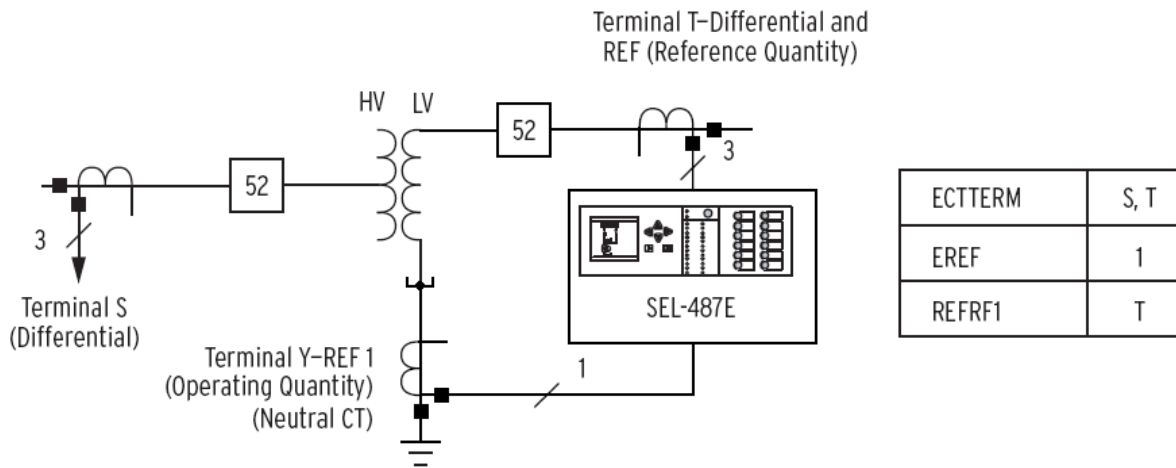 Terminal T–Differential and
REF (Reference Quantity)
HV LV
52
3
52
3
Terminal S
(Differential)
SEL-487E
Terminal Y–REF 1
(Operating Quantity)
(Neutral CT)
1
ECTTERM S, T
EREF 1
REFRF1 T